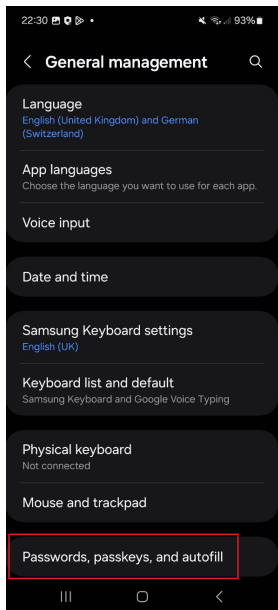 22:30
93%
General management
Language
English (United Kingdom) and German
(Switzerland)
App languages
Choose the language you want to use for each app.
Voice input
Date and time
Samsung Keyboard settings
English (UK)
Keyboard list and default
Samsung Keyboard and Google Voice Typing
Physical keyboard
Not connected
Mouse and trackpad
Passwords, passkeys, and autofill